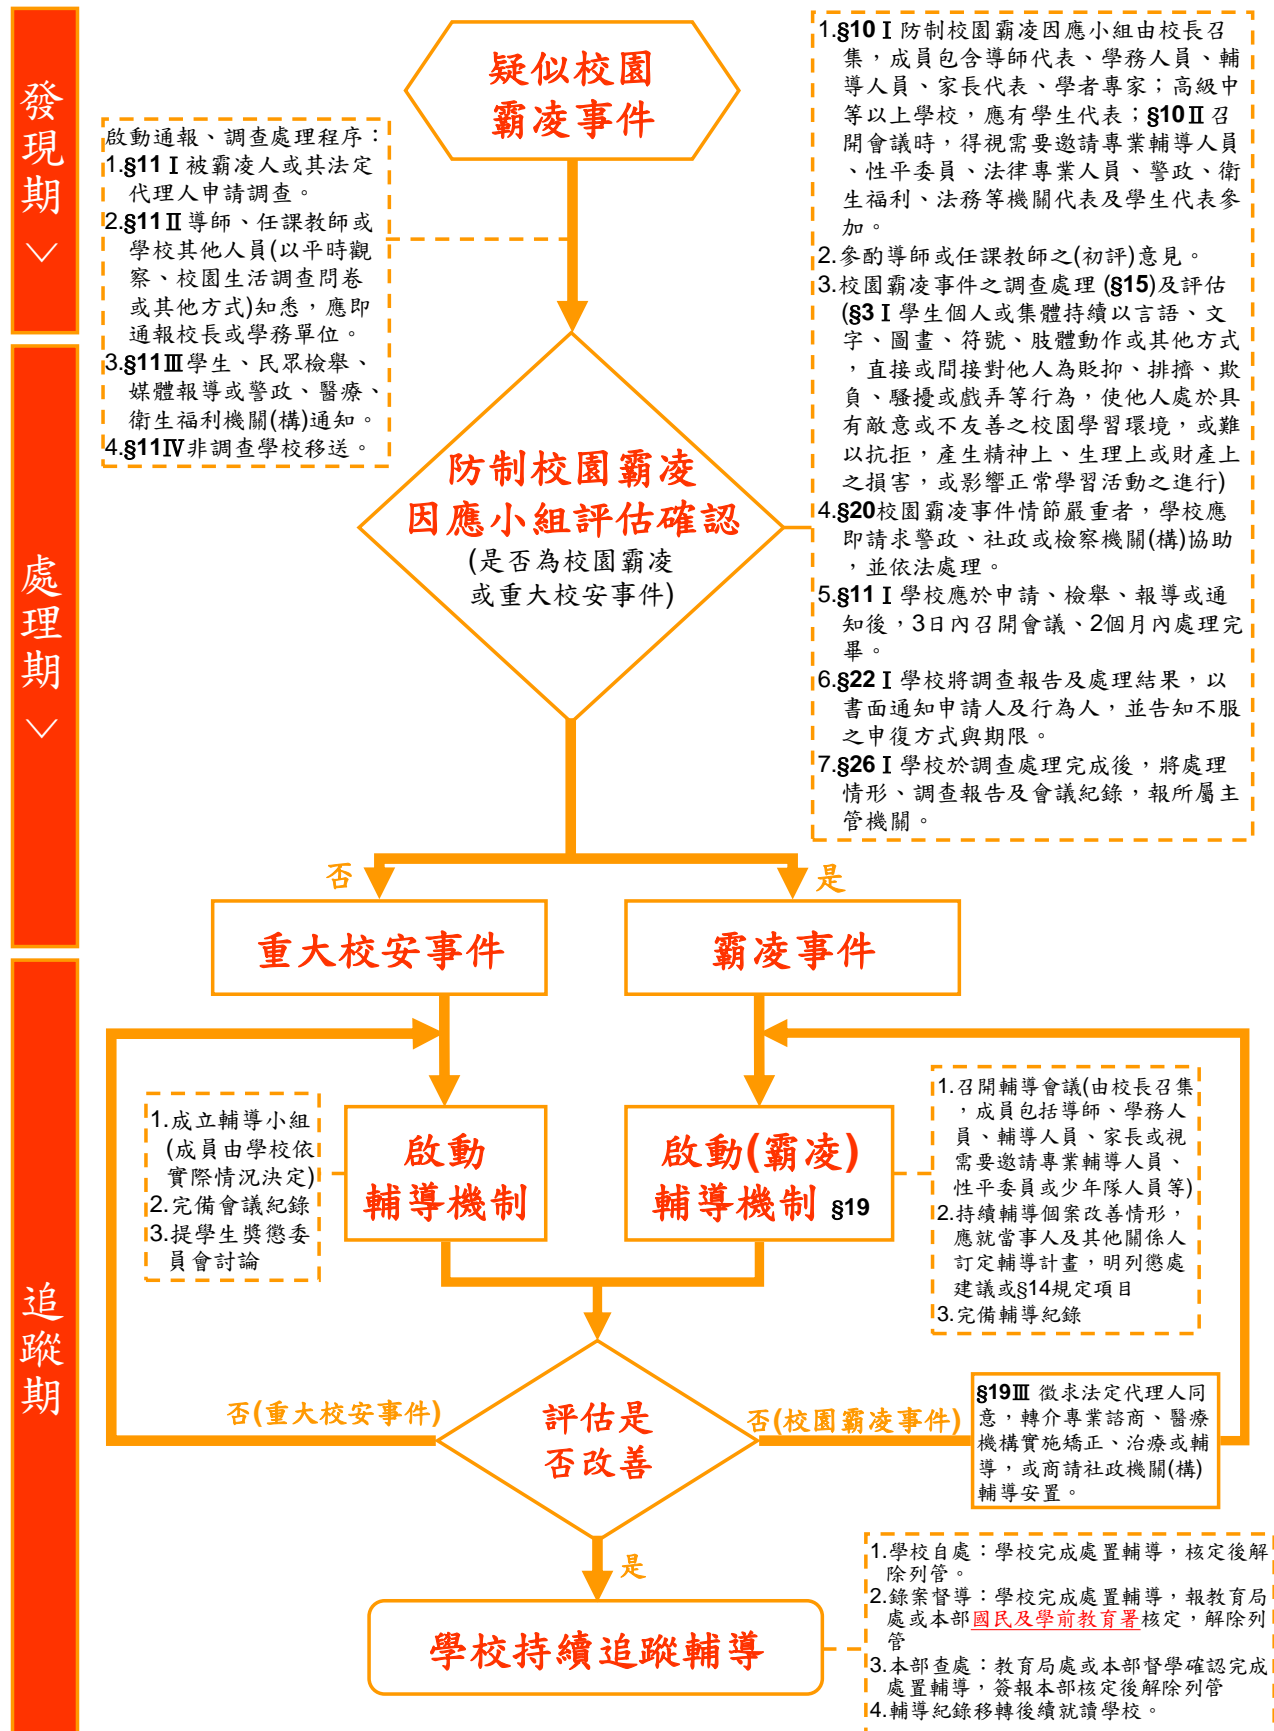 發現期﹀
處理期﹀
追蹤期
疑似校園
霸凌事件
啟動通報、調查處理程序：
1.§11Ⅰ被霸凌人或其法定
代理人申請調查。
2.§11Ⅱ導師、任課教師或
學校其他人員(以平時觀
察、校園生活調查問卷
或其他方式)知悉，應即
通報校長或學務單位。
3.§11Ⅲ學生、民眾檢舉、
媒體報導或警政、醫療、
衛生福利機關(構)通知。
4.§11Ⅳ非調查學校移送。
1.§10Ⅰ防制校園霸凌因應小組由校長召
集，成員包含導師代表、學務人員、輔
導人員、家長代表、學者專家；高級中
等以上學校，應有學生代表；§10Ⅱ召
開會議時，得視需要邀請專業輔導人員
、性平委員、法律專業人員、警政、衛
生福利、法務等機關代表及學生代表參
加。
2.參酌導師或任課教師之(初評)意見。
3.校園霸凌事件之調查處理 (§15)及評估
(§3Ⅰ學生個人或集體持續以言語、文
字、圖畫、符號、肢體動作或其他方式
，直接或間接對他人為貶抑、排擠、欺
負、騷擾或戲弄等行為，使他人處於具
有敵意或不友善之校園學習環境，或難
以抗拒，產生精神上、生理上或財產上
之損害，或影響正常學習活動之進行)
4.§20校園霸凌事件情節嚴重者，學校應
即請求警政、社政或檢察機關(構)協助
，並依法處理。
5.§11Ⅰ學校應於申請、檢舉、報導或通
知後，3日內召開會議、2個月內處理完
畢。
6.§22Ⅰ學校將調查報告及處理結果，以
書面通知申請人及行為人，並告知不服
之申復方式與期限。
7.§26Ⅰ學校於調查處理完成後，將處理
情形、調查報告及會議紀錄，報所屬主
管機關。
防制校園霸凌
因應小組評估確認
(是否為校園霸凌
或重大校安事件)
否
是
重大校安事件
霸凌事件
1.成立輔導小組
(成員由學校依
實際情況決定)
2.完備會議紀錄
3.提學生獎懲委
員會討論
啟動
輔導機制
啟動(霸凌)
輔導機制 §19
1.召開輔導會議(由校長召集
，成員包括導師、學務人
員、輔導人員、家長或視
需要邀請專業輔導人員、
性平委員或少年隊人員等)
2.持續輔導個案改善情形，
應就當事人及其他關係人
訂定輔導計畫，明列懲處
建議或§14規定項目
3.完備輔導紀錄
否(重大校安事件)
評估是
否改善
否(校園霸凌事件)
§19Ⅲ 徵求法定代理人同
意，轉介專業諮商、醫療
機構實施矯正、治療或輔
導，或商請社政機關(構)
輔導安置。
是
學校持續追蹤輔導
1.學校自處：學校完成處置輔導，核定後解
除列管。
2.錄案督導：學校完成處置輔導，報教育局
處或本部國民及學前教育署核定，解除列
管
3.本部查處：教育局處或本部督學確認完成
處置輔導，簽報本部核定後解除列管
4.輔導紀錄移轉後續就讀學校。